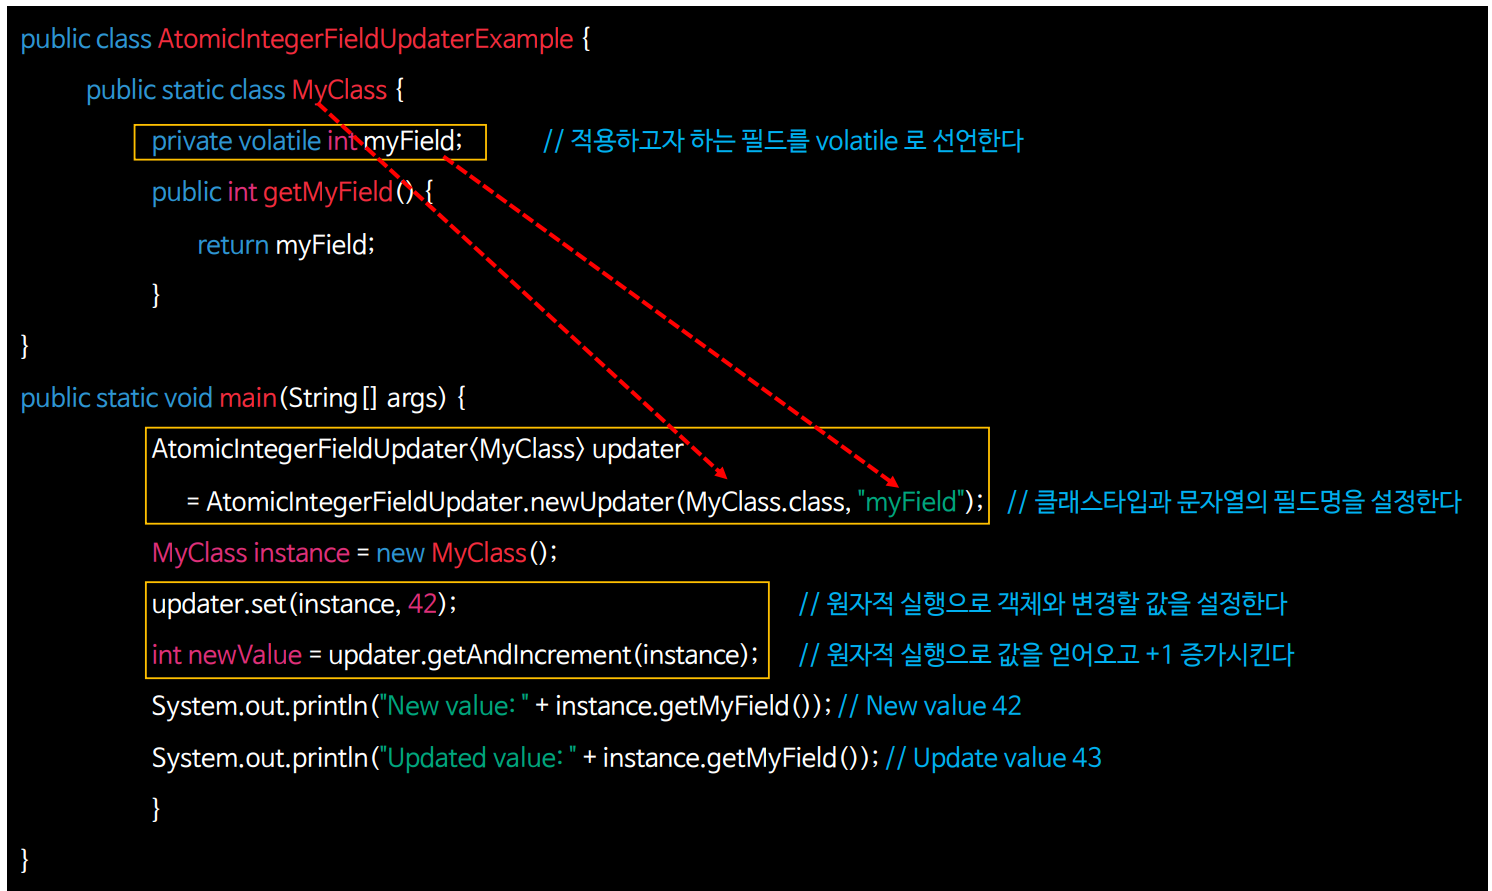 public class AtomicIntegerFieldUpdaterExample {
public static class MyClass {
private volatile int myField; // 적용하고자 하는 필드를 volatile 로 선언한다
public int getMyField() {
return myField;
}
}
public static void main(String[] args) {
AtomicIntegerFieldUpdater<MyClass> updater
= AtomicIntegerFieldUpdater.newUpdater(MyClass.class, "myField"); // 클래스타입과 문자열의 필드명을 설정한다
MyClass instance = new MyClass();
updater.set(instance, 42); // 원자적 실행으로 객체와 변경할 값을 설정한다
int newValue = updater.getAndIncrement(instance); // 원자적 실행으로 값을 얻어오고 +1 증가시킨다
System.out.println("New value: " + instance.getMyField()); // New value 42
System.out.println("Updated value: " + instance.getMyField()); // Update value 43
}
}